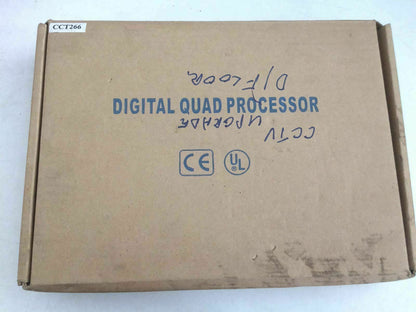 CCT266
D/FLOOR
DIGITAL QUAD PROCESSOR
CCTV
UPGRADE
CE
UL